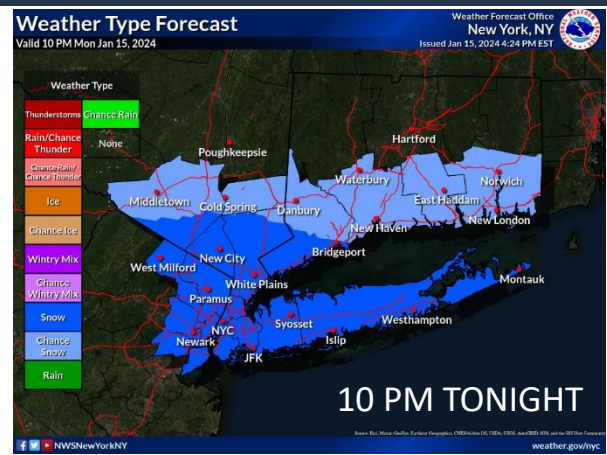 Weather Type Forecast
Valid 10 PM Mon Jan 15, 2024
Weather Forecast Office
New York, NY
Issued Jan 15, 2024 4:24 PM EST
Weather Type
Thunderstorms
Chance Rain
Rain/Chance
Thunder
None
Chance Rain/
Chance Thunder
Ice
Chance Ice
Wintry Mix
Chance
Wintry Mix
Snow
Chance
Snow
Rain
Poughkeepsie
Hartford
Waterbury
Norwich
Middletown
Cold Spring
Danbury
East Haddam
New Haven
New London
Bridgeport
West Milford
New City
White Plains
Montauk
Paramus
NYC
Syosset
Westhampton
Newark
JFK
Islip
10 PM TONIGHT
NWSNewYorkNY
weather.gov/nyc